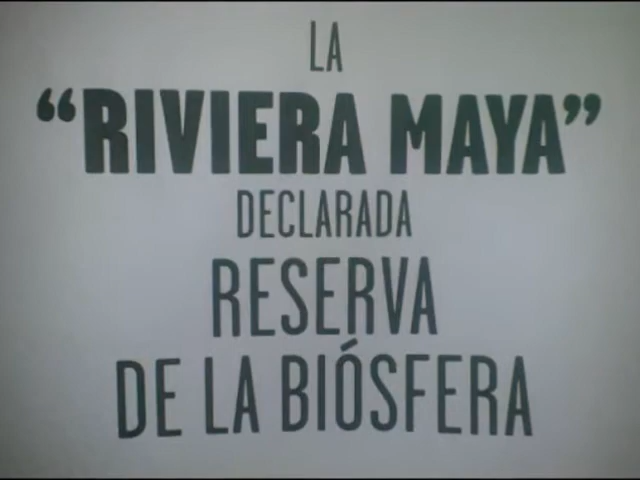 LA
“RIVIERA MAYA”
DECLARADA
RESERVA
DE LA BIÓSFERA